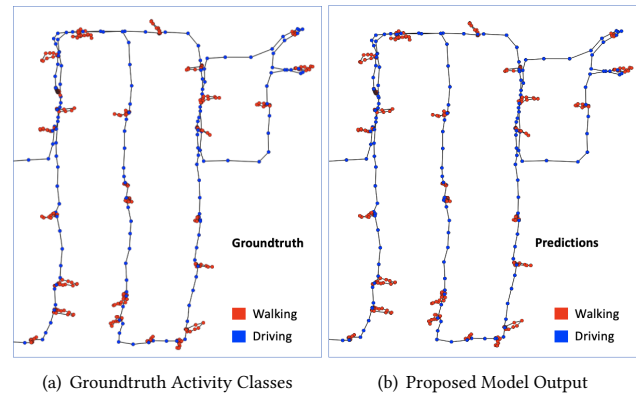 Groundtruth
Walking
Driving
Predictions
Walking
Driving
(a) Groundtruth Activity Classes
(b) Proposed Model Output